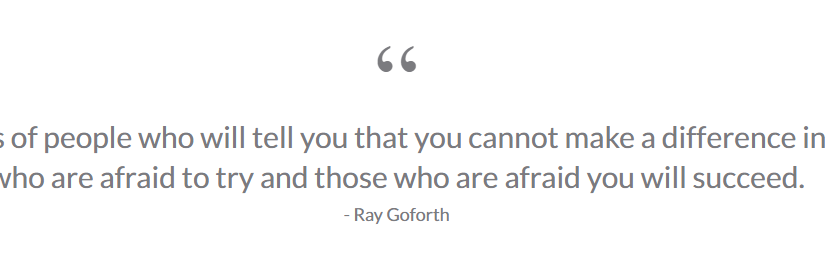 “
of people who will tell you that you cannot make a difference in
who are afraid to try and those who are afraid you will succeed.
- Ray Goforth